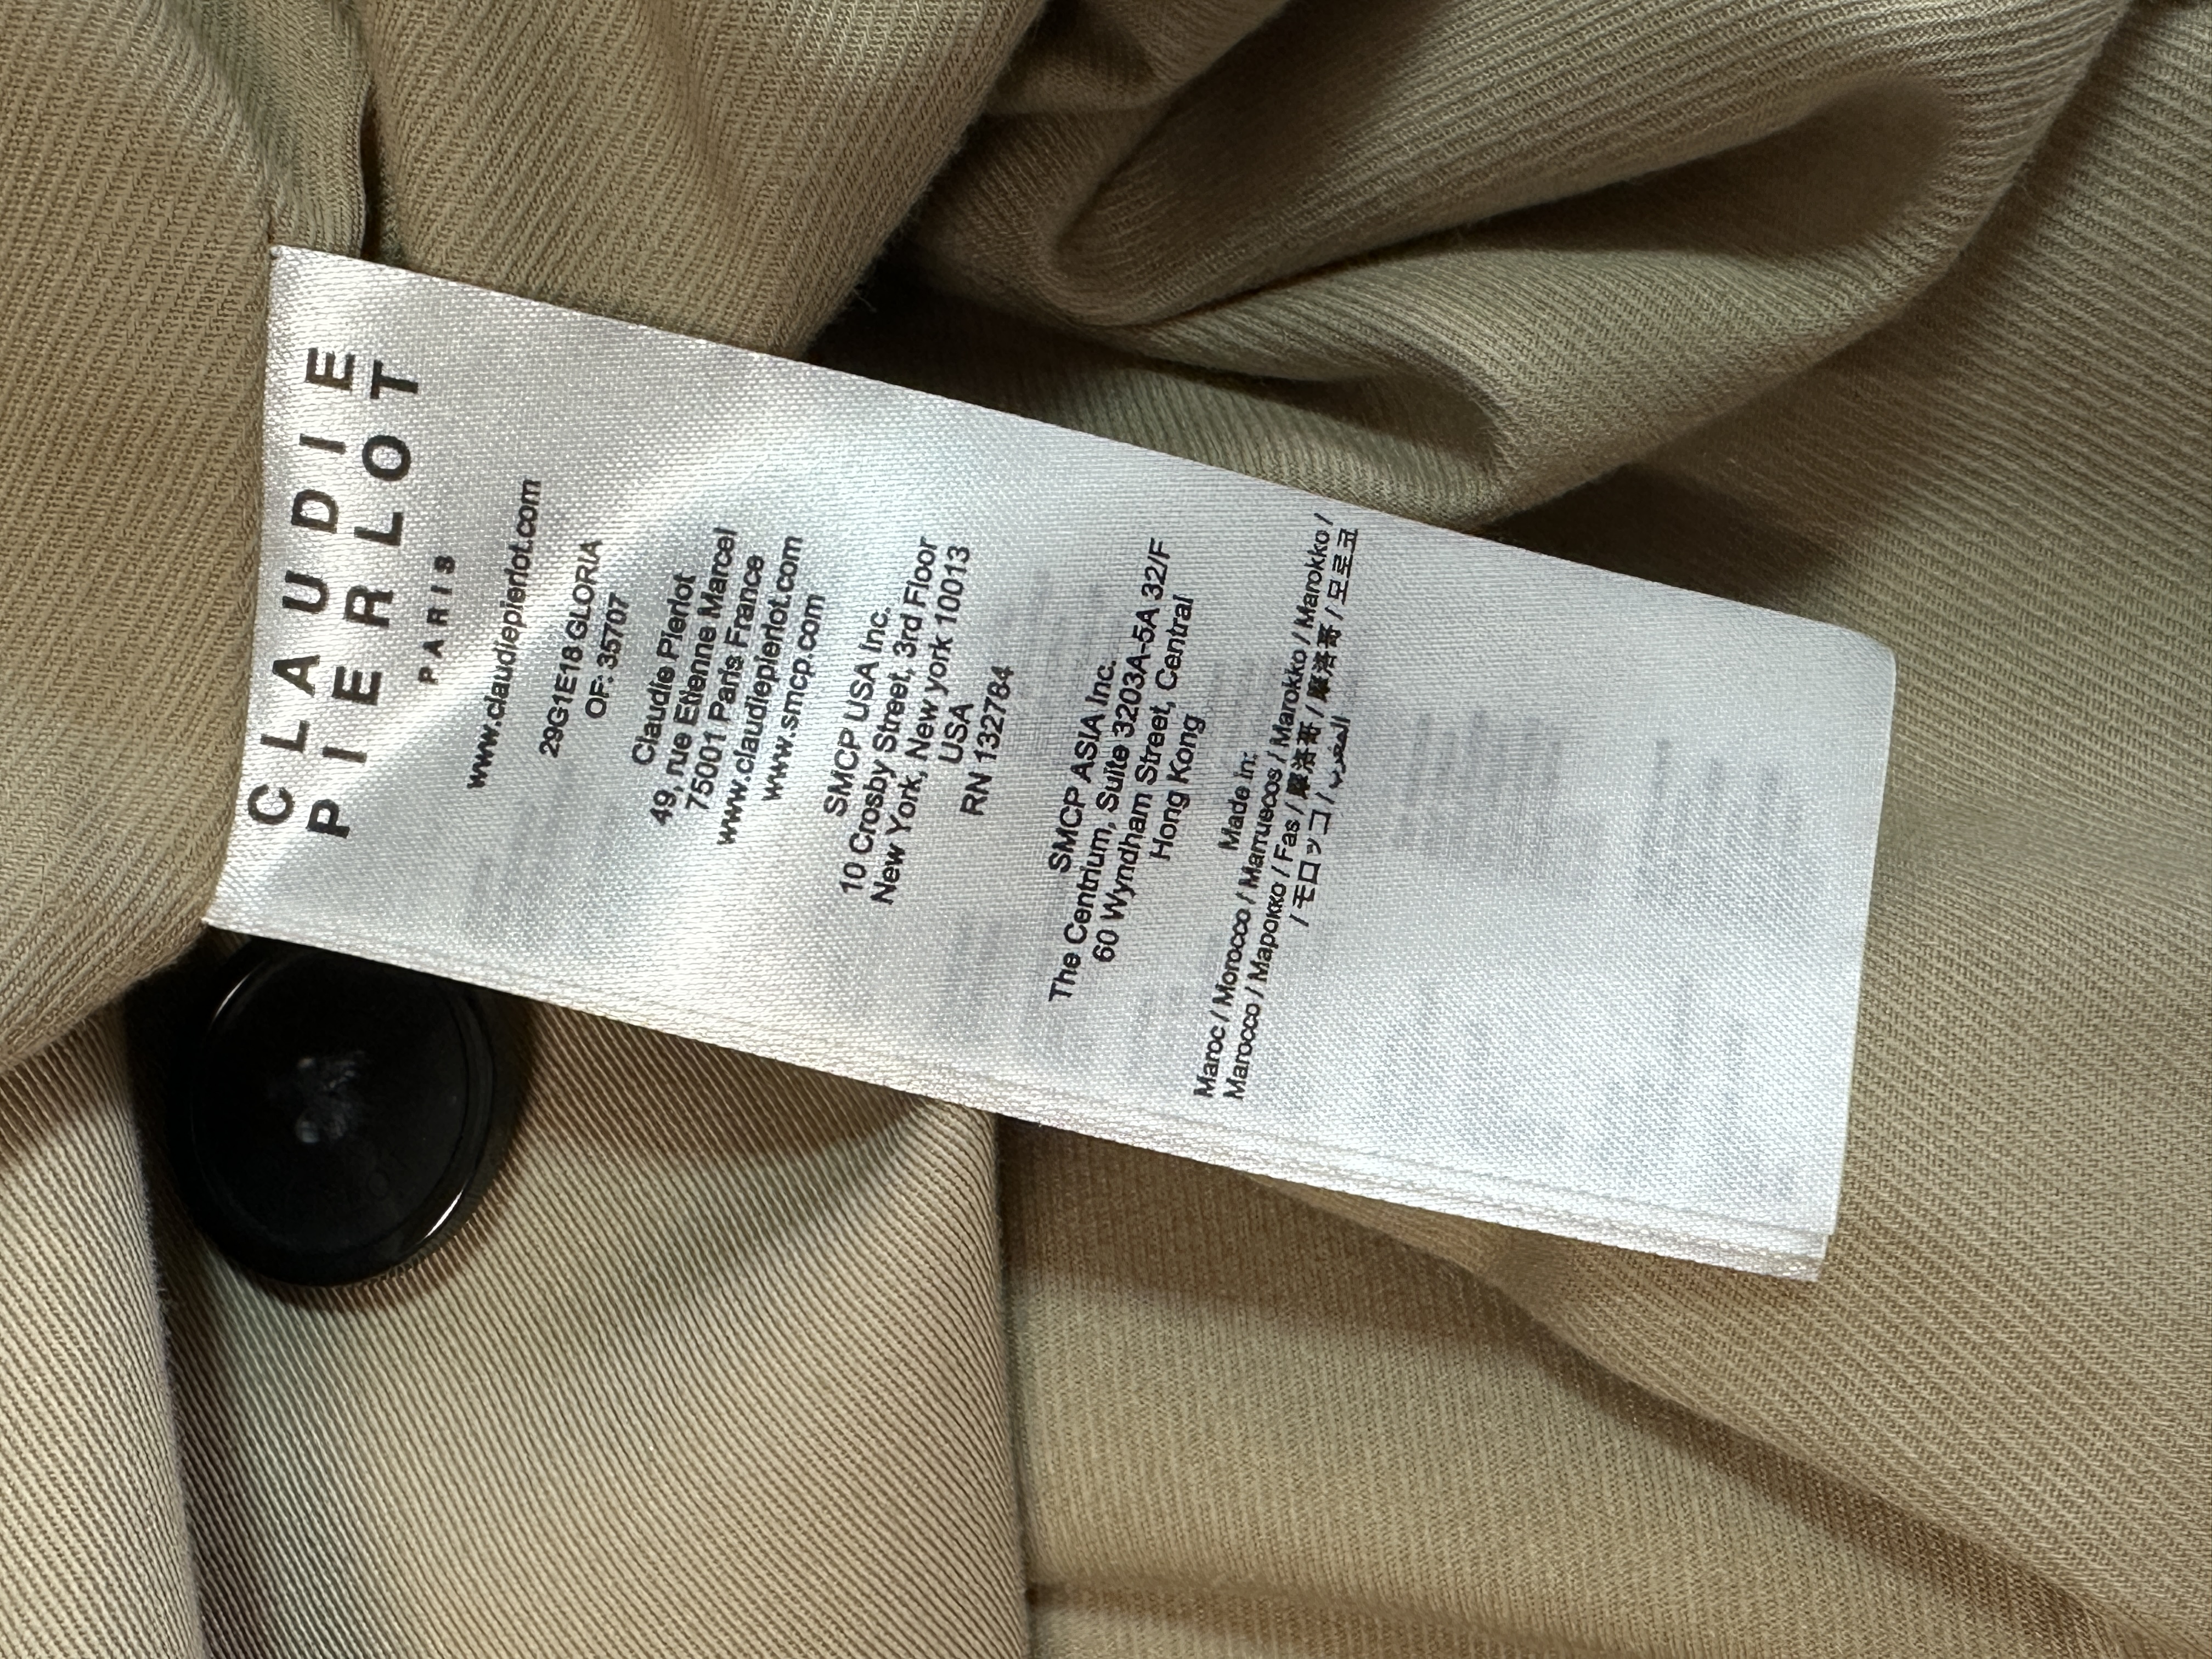 CLAUDIE
PIERLOT
PARIS
www.claudiepierlot.com
29G1E18 GLORIA
OF: 35707
Claudie Pierlot
49, rue Etienne Marcel
75001 Paris France
www.claudiepierlot.com
www.smcp.com
SMCP USA Inc.
10 Crosby Street, 3rd Floor
New York, New york 10013
USA
RN 132784
SMCP ASIA Inc.
The Centrium, Suite 3203A-5A 32/F
60 Wyndham Street, Central
Hong Kong
Made in:
Maroc / Morocco / Marruecos / Marokko / Marokko /
Marocco / Марокко / Fas / 摩洛哥 / 摩洛哥 / 모로코
/ モロッコ / المغرب